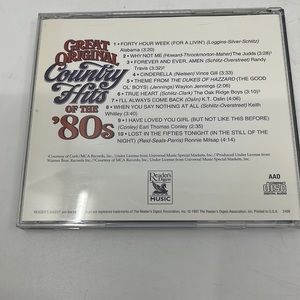 GREAT
ORIGINAL
Country
Hits
OF THE
'80s
1 • FORTY HOUR WEEK (FOR A LIVIN') (Loggins-Silver-Schlitz)
Alabama (3:20)
2 • WHY NOT ME (Howard-Throckmorton-Maher) The Judds (3:28)
3 • FOREVER AND EVER, AMEN (Schlitz-Overstreet) Randy
Travis (3:32)
4 • CINDERELLA (Nielsen) Vince Gill (3:33)
5 • THEME FROM THE DUKES OF HAZZARD (THE GOOD
OL' BOYS) (Jennings) Waylon Jennings
6 • TRUE HEART (Schlitz-Clark) The Oak Ridge Boys
7 • I'LL ALWAYS COME BACK (Oslin) K.T. Oslin (4:06)
8 • WHEN YOU SAY NOTHING AT ALL (Schlitz-Overstreet) Keith
Whitley (3:40)
9 • I HAVE LOVED YOU GIRL (BUT NOT LIKE THIS BEFORE)
(Conley) Earl Thomas Conley (2:35)
10 • LOST IN THE FIFTIES TONIGHT (IN THE STILL OF THE
NIGHT) (Reid-Seals-Parris) Ronnie Milsap (4:14)
Reader's
Digest
MUSIC
AAD
COMPACT
disc